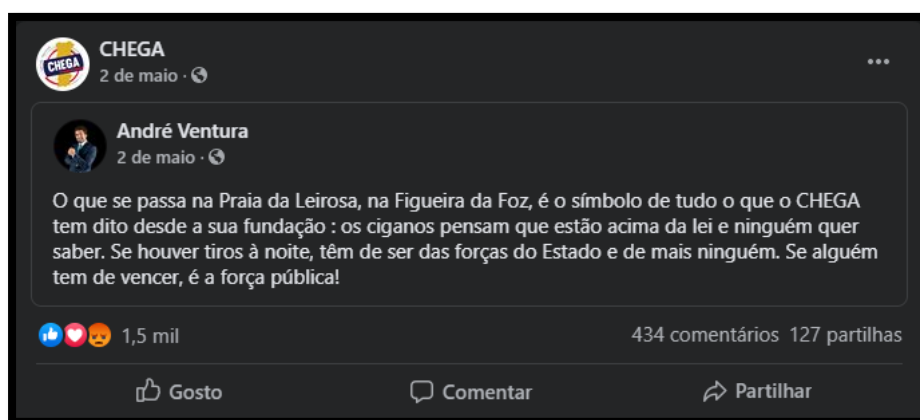 CHEGA
CHEGA
2 de maio ·
André Ventura
2 de maio ·
O que se passa na Praia da Leirosa, na Figueira da Foz, é o símbolo de tudo o que o CHEGA
tem dito desde a sua fundação : os ciganos pensam que estão acima da lei e ninguém quer
saber. Se houver tiros à noite, têm de ser das forças do Estado e de mais ninguém. Se alguém
tem de vencer, é a força pública!
1,5 mil
434 comentários 127 partilhas
Gosto
Comentar
Partilhar